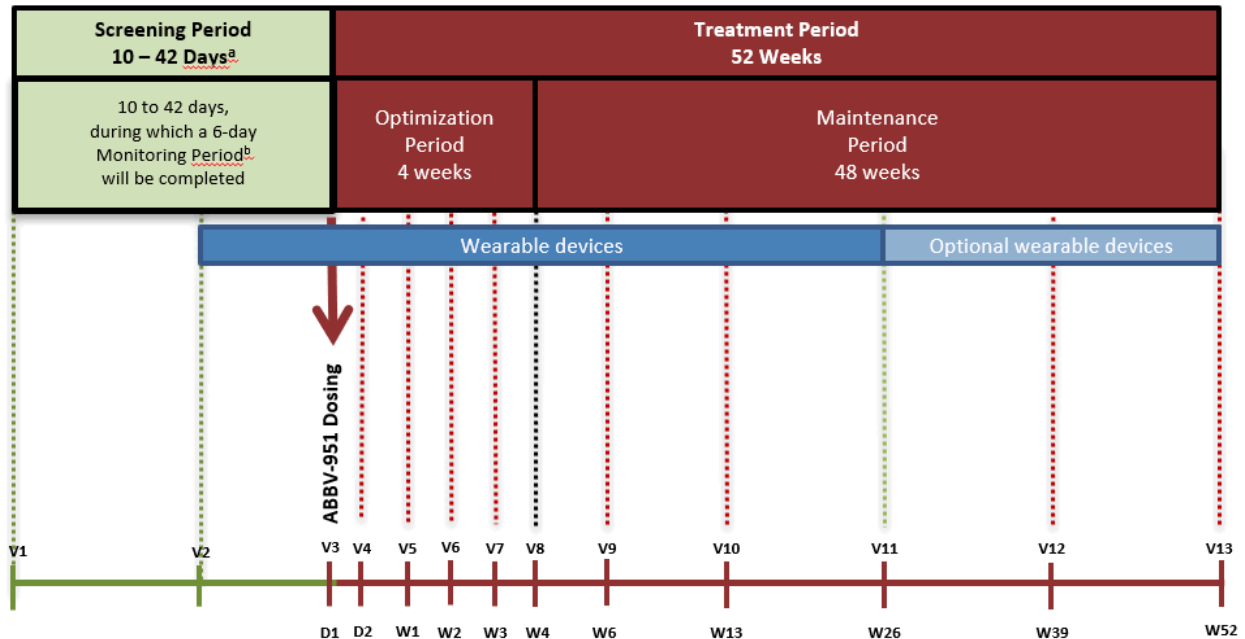 Screening Period
10 – 42 Daysᵃ
Treatment Period
52 Weeks
10 to 42 days,
during which a 6-day
Monitoring Periodᵇ
will be completed
Optimization
Period
4 weeks
Maintenance
Period
48 weeks
Wearable devices
Optional wearable devices
ABBV-951 Dosing
V1 V2 V3 V4 V5 V6 V7 V8 V9 V10 V11 V12 V13
D1 D2 W1 W2 W3 W4 W6 W13 W26 W39 W52